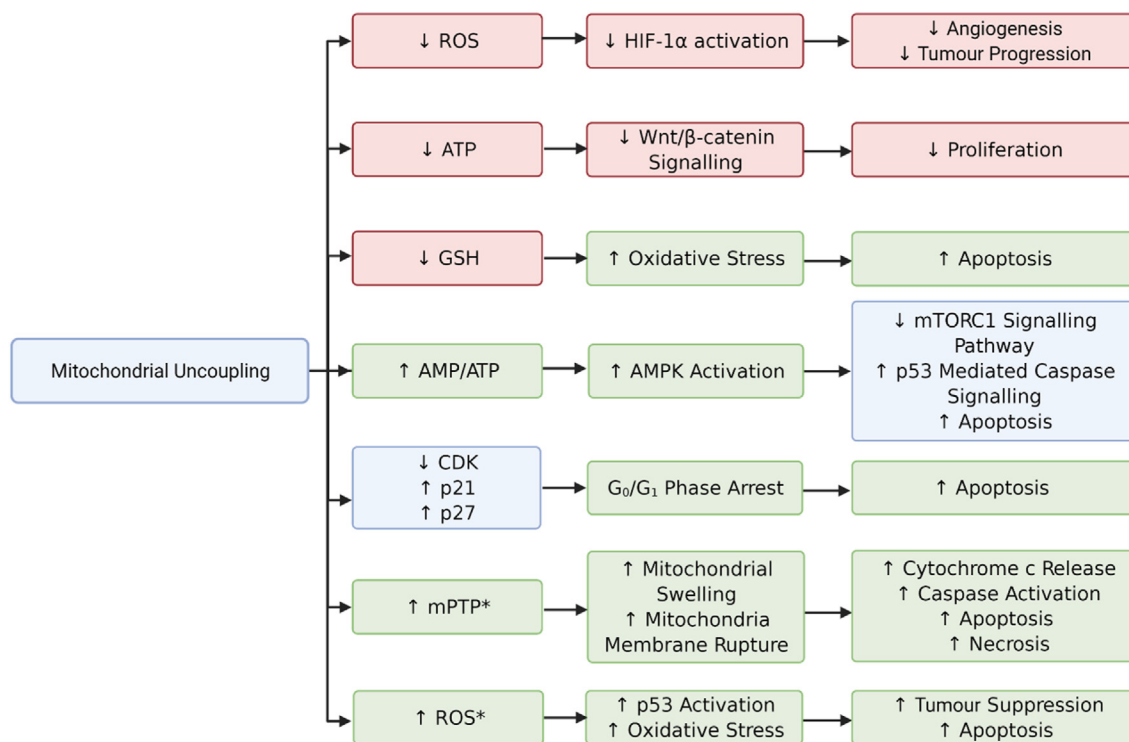 ↓ ROS
↓ HIF-1α activation
↓ Angiogenesis
↓ Tumour Progression
↓ ATP
↓ Wnt/β-catenin
Signalling
↓ Proliferation
↓ GSH
↑ Oxidative Stress
↑ Apoptosis
Mitochondrial Uncoupling
↑ AMP/ATP
↑ AMPK Activation
↓ mTORC1 Signalling
Pathway
↑ p53 Mediated Caspase
Signalling
↑ Apoptosis
↓ CDK
↑ p21
↑ p27
G₀/G₁ Phase Arrest
↑ Apoptosis
↑ mPTP*
↑ Mitochondrial
Swelling
↑ Mitochondria
Membrane Rupture
↑ Cytochrome c Release
↑ Caspase Activation
↑ Apoptosis
↑ Necrosis
↑ ROS*
↑ p53 Activation
↑ Oxidative Stress
↑ Tumour Suppression
↑ Apoptosis